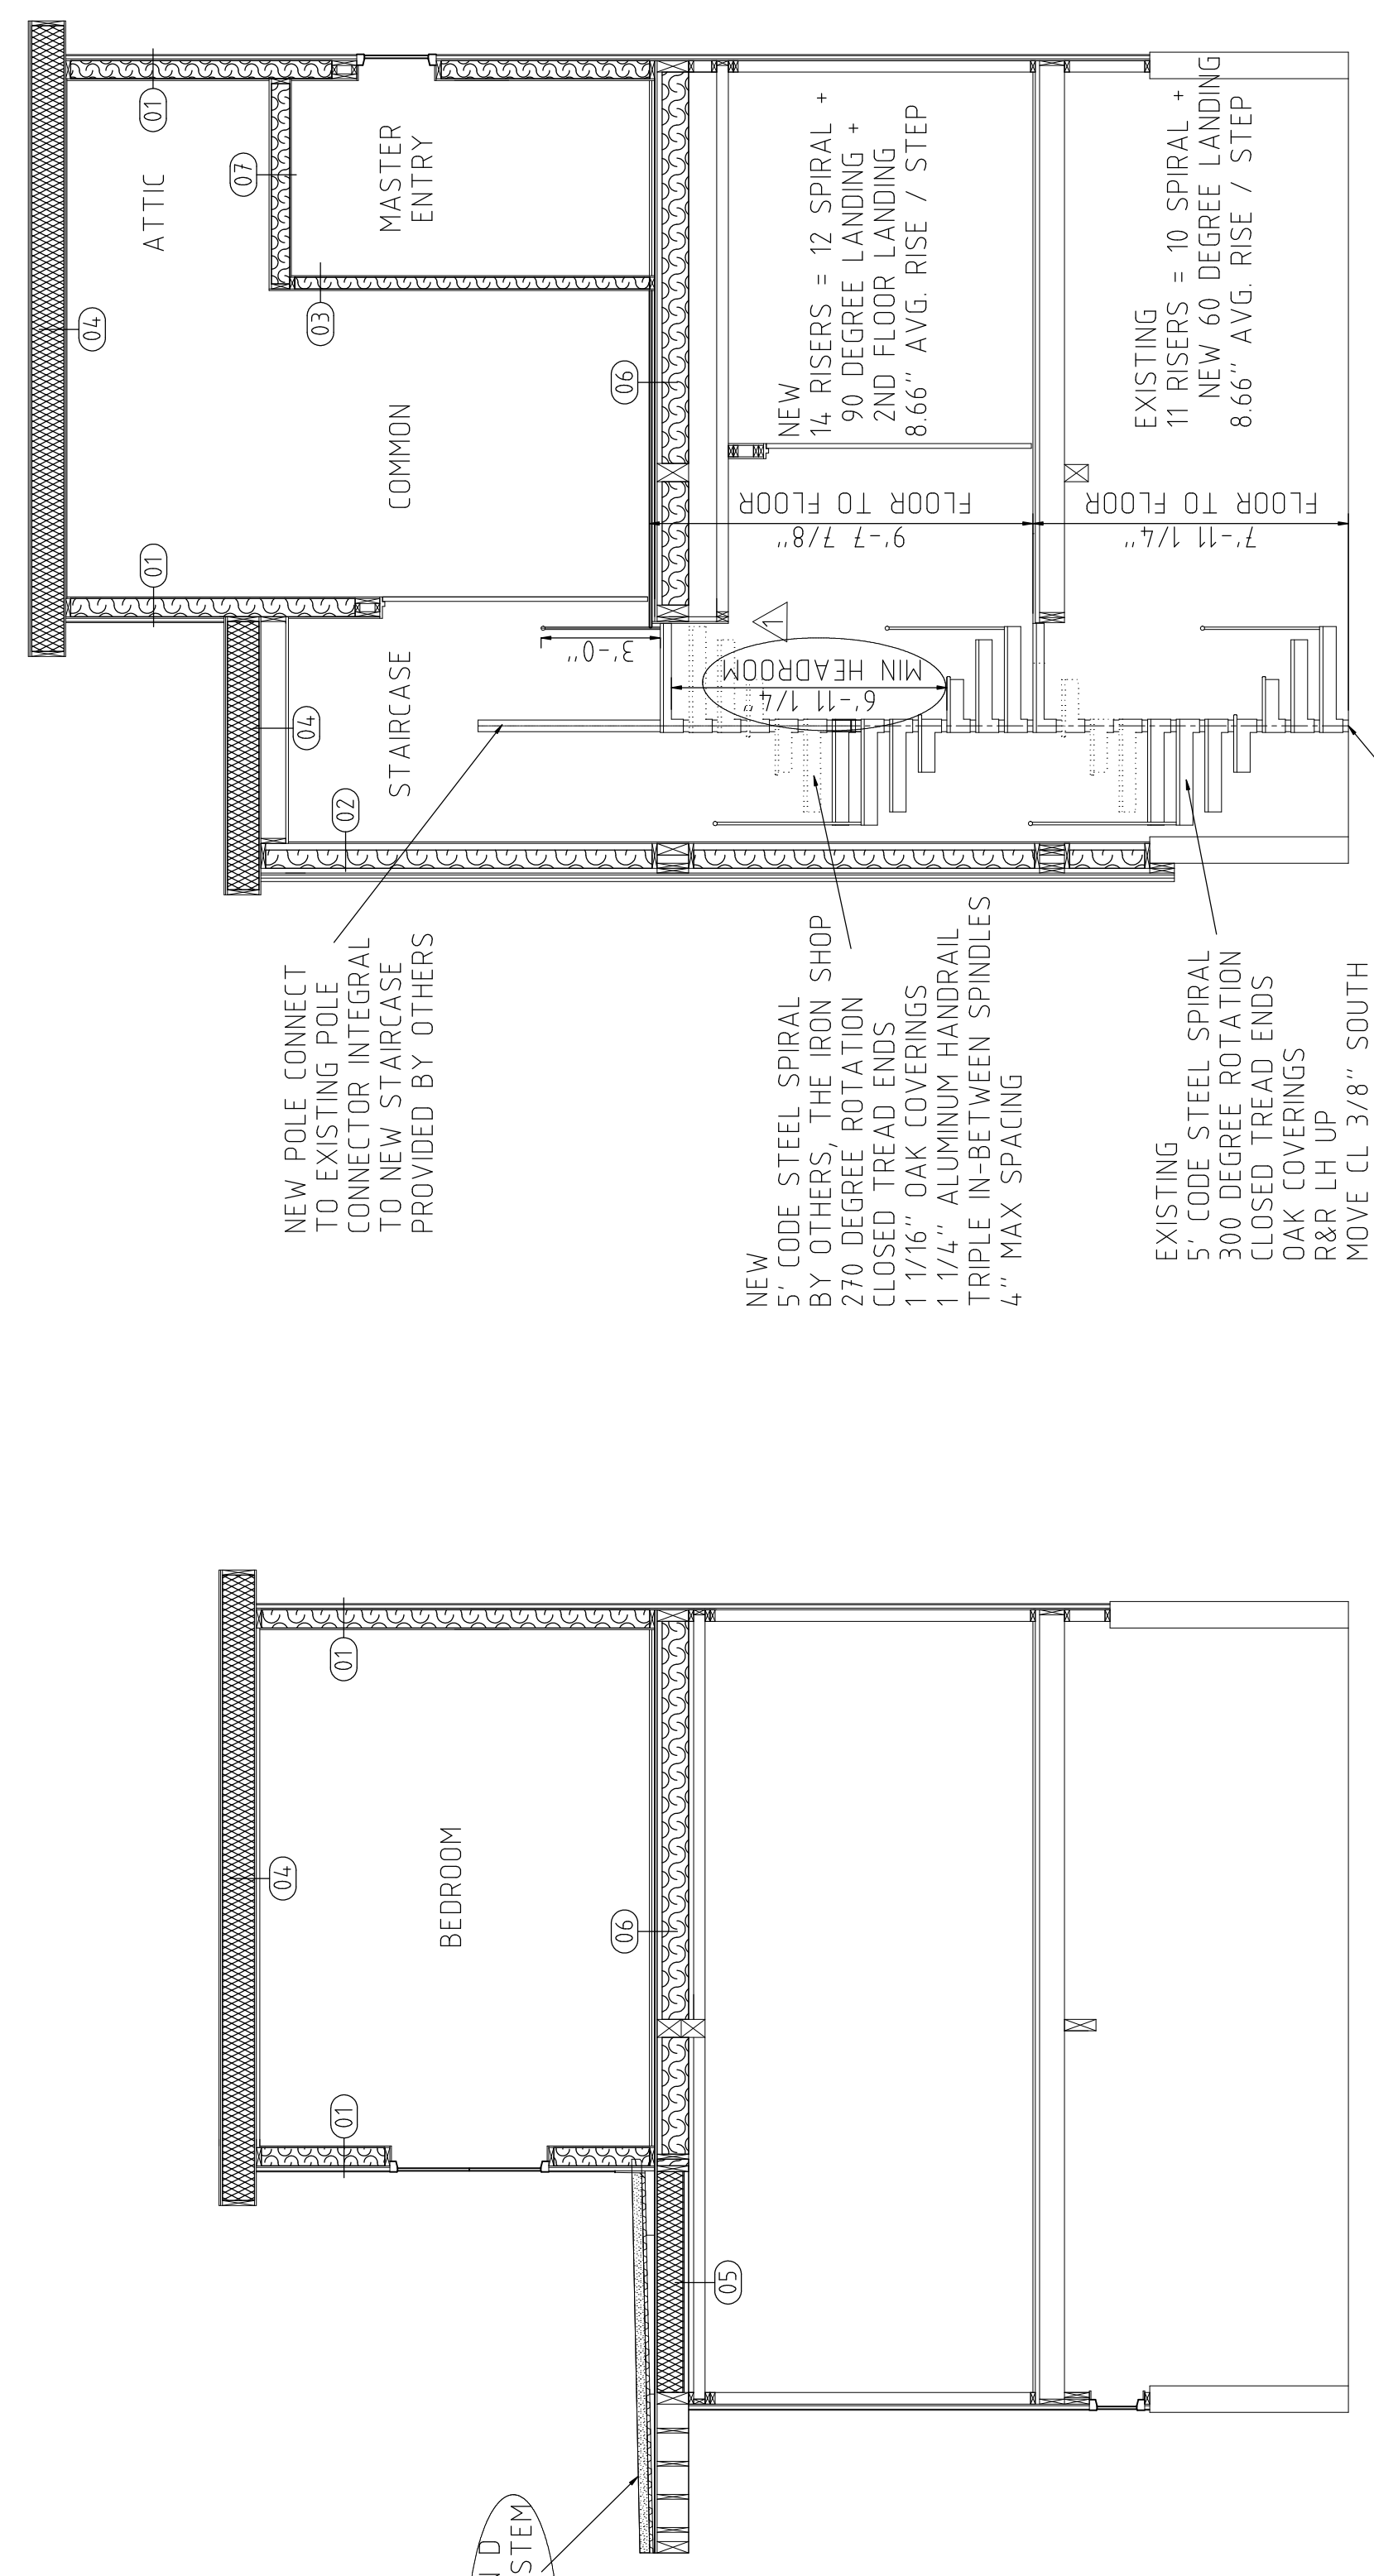 ATTIC
01
07
04
MASTER
ENTRY
03
COMMON
06
01
STAIRCASE
04
02
3'-0"
NEW
14 RISERS = 12 SPIRAL +
90 DEGREE LANDING +
2ND FLOOR LANDING
8.66" AVG. RISE / STEP
EXISTING
11 RISERS = 10 SPIRAL +
NEW 60 DEGREE LANDING
8.66" AVG. RISE / STEP
9'-7 7/8"
FLOOR TO FLOOR
7'-11 1/4"
FLOOR TO FLOOR
1
6'-11 1/4"
MIN HEADROOM
NEW POLE CONNECT
TO EXISTING POLE
CONNECTOR INTEGRAL
TO NEW STAIRCASE
PROVIDED BY OTHERS
NEW
5' CODE STEEL SPIRAL
BY OTHERS, THE IRON SHOP
270 DEGREE ROTATION
CLOSED TREAD ENDS
1 1/16" OAK COVERINGS
1 1/4" ALUMINUM HANDRAIL
TRIPLE IN-BETWEEN SPINDLES
4" MAX SPACING
EXISTING
5' CODE STEEL SPIRAL
300 DEGREE ROTATION
CLOSED TREAD ENDS
OAK COVERINGS
R&R LH UP
MOVE CL 3/8" SOUTH
01
04
BEDROOM
06
01
05